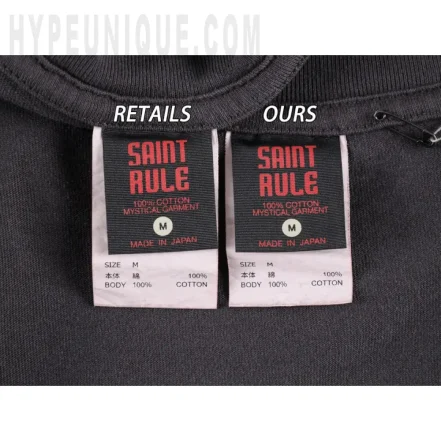 HYPEUNIQUE.COM
RETAILS
OURS
SAINT
RULE
100% COTTON
MYSTICAL GARMENT
M
MADE IN JAPAN
SIZE M
本体 綿 100%
BODY 100% COTTON
SAINT
RULE
100% COTTON
MYSTICAL GARMENT
M
MADE IN JAPAN
SIZE M
本体 綿 100%
BODY 100% COTTON